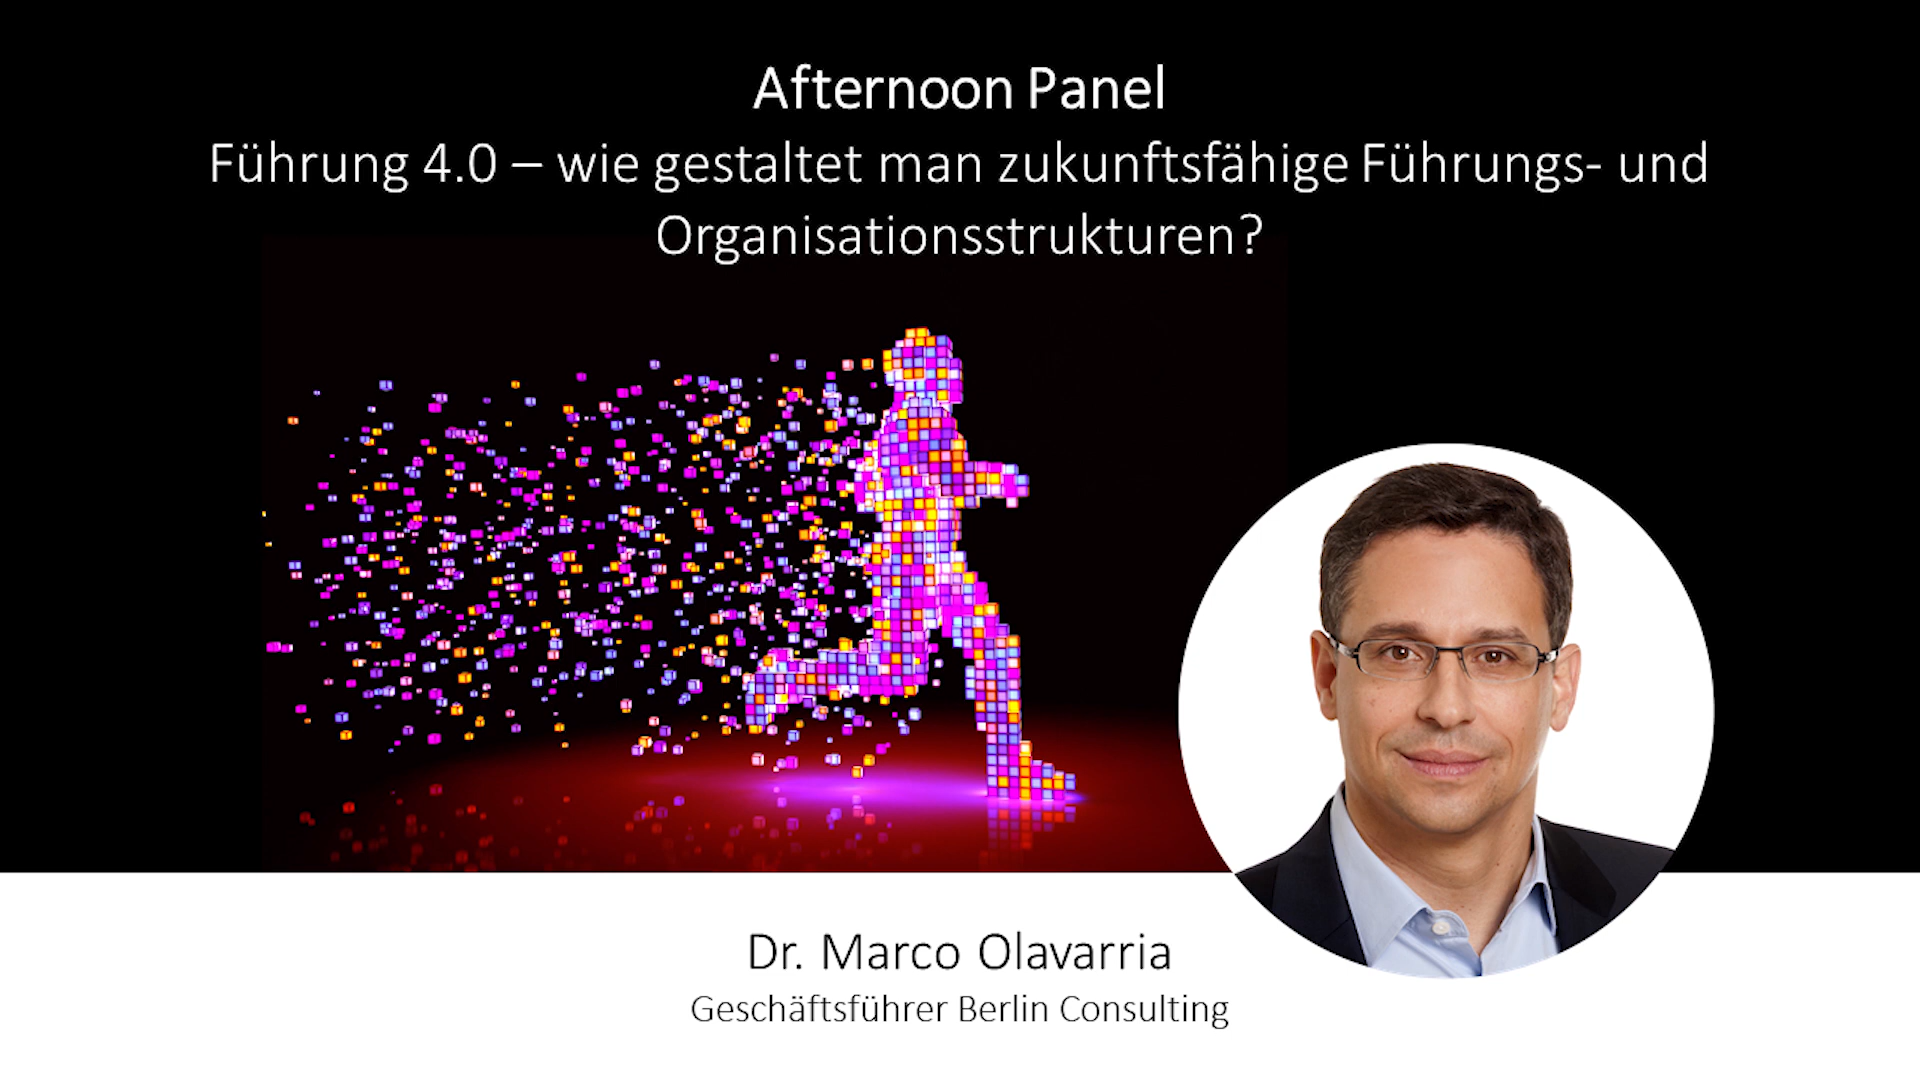 Afternoon Panel
Führung 4.0 – wie gestaltet man zukunftsfähige Führungs- und
Organisationsstrukturen?
Dr. Marco Olavarria
Geschäftsführer Berlin Consulting